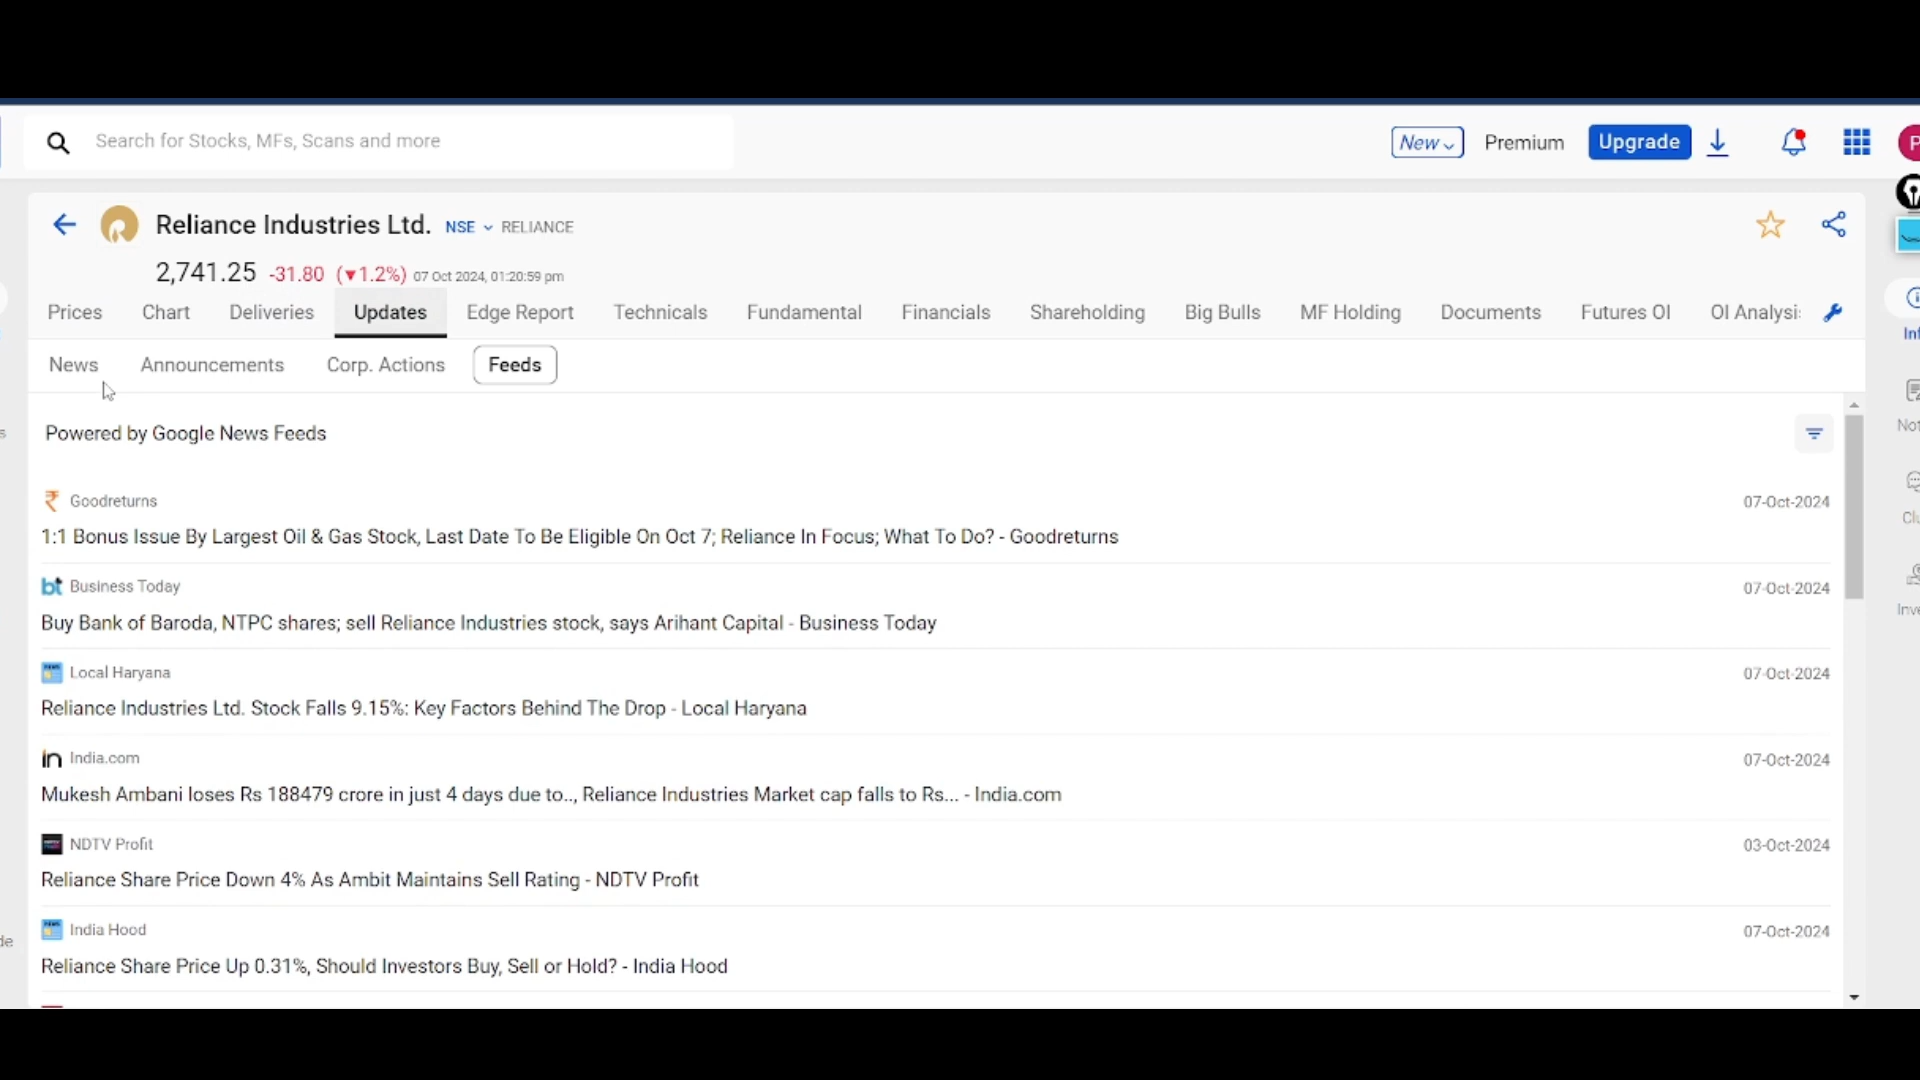 Search for Stocks, MFs, Scans and more
New
Premium
Upgrade
P
Reliance Industries Ltd. NSE RELIANCE
2,741.25 -31.80 (▼1.2%) 07 Oct 2024, 01:20:59 pm
Prices Chart Deliveries Updates Edge Report Technicals Fundamental Financials Shareholding Big Bulls MF Holding Documents Futures OI OI Analysi
News Announcements Corp. Actions Feeds
Powered by Google News Feeds
Goodreturns 07-Oct-2024
1:1 Bonus Issue By Largest Oil & Gas Stock, Last Date To Be Eligible On Oct 7; Reliance In Focus; What To Do? - Goodreturns
bt Business Today 07-Oct-2024
Buy Bank of Baroda, NTPC shares; sell Reliance Industries stock, says Arihant Capital - Business Today
Local Haryana 07-Oct-2024
Reliance Industries Ltd. Stock Falls 9.15%: Key Factors Behind The Drop - Local Haryana
in India.com 07-Oct-2024
Mukesh Ambani loses Rs 188479 crore in just 4 days due to.., Reliance Industries Market cap falls to Rs... - India.com
NDTV Profit 03-Oct-2024
Reliance Share Price Down 4% As Ambit Maintains Sell Rating - NDTV Profit
India Hood 07-Oct-2024
Reliance Share Price Up 0.31%, Should Investors Buy, Sell or Hold? - India Hood